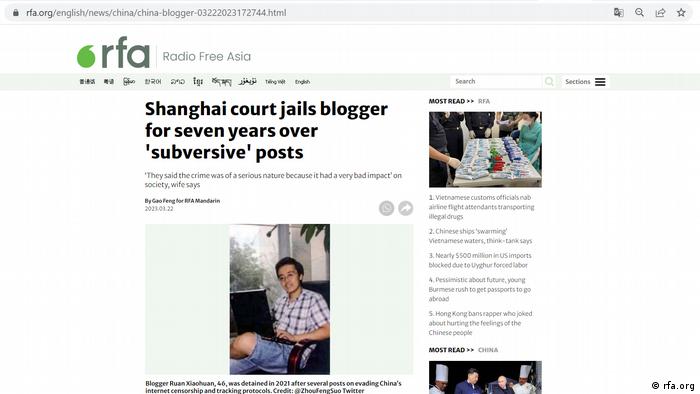 rfa.org/english/news/china/china-blogger-03222023172744.html
rfa Radio Free Asia
普通话 粤语 မြန်မာ 한국어 ລາວ ខ្មែរ བོད་སྐད། ئۇيغۇر Tiếng Việt English
Search
Sections
Shanghai court jails blogger
for seven years over
'subversive' posts
'They said the crime was of a serious nature because it had a very bad impact' on
society, wife says
By Gao Feng for RFA Mandarin
2023.03.22
Blogger Ruan Xiaohuan, 46, was detained in 2021 after several posts on evading China's
internet censorship and tracking protocols. Credit: @ZhouFengSuo Twitter
MOST READ >> RFA
1. Vietnamese customs officials nab
airline flight attendants transporting
illegal drugs
2. Chinese ships 'swarming'
Vietnamese waters, think-tank says
3. Nearly $500 million in US imports
blocked due to Uyghur forced labor
4. Pessimistic about future, young
Burmese rush to get passports to go
abroad
5. Hong Kong bans rapper who joked
about hurting the feelings of the
Chinese people
MOST READ >> CHINA
© rfa.org